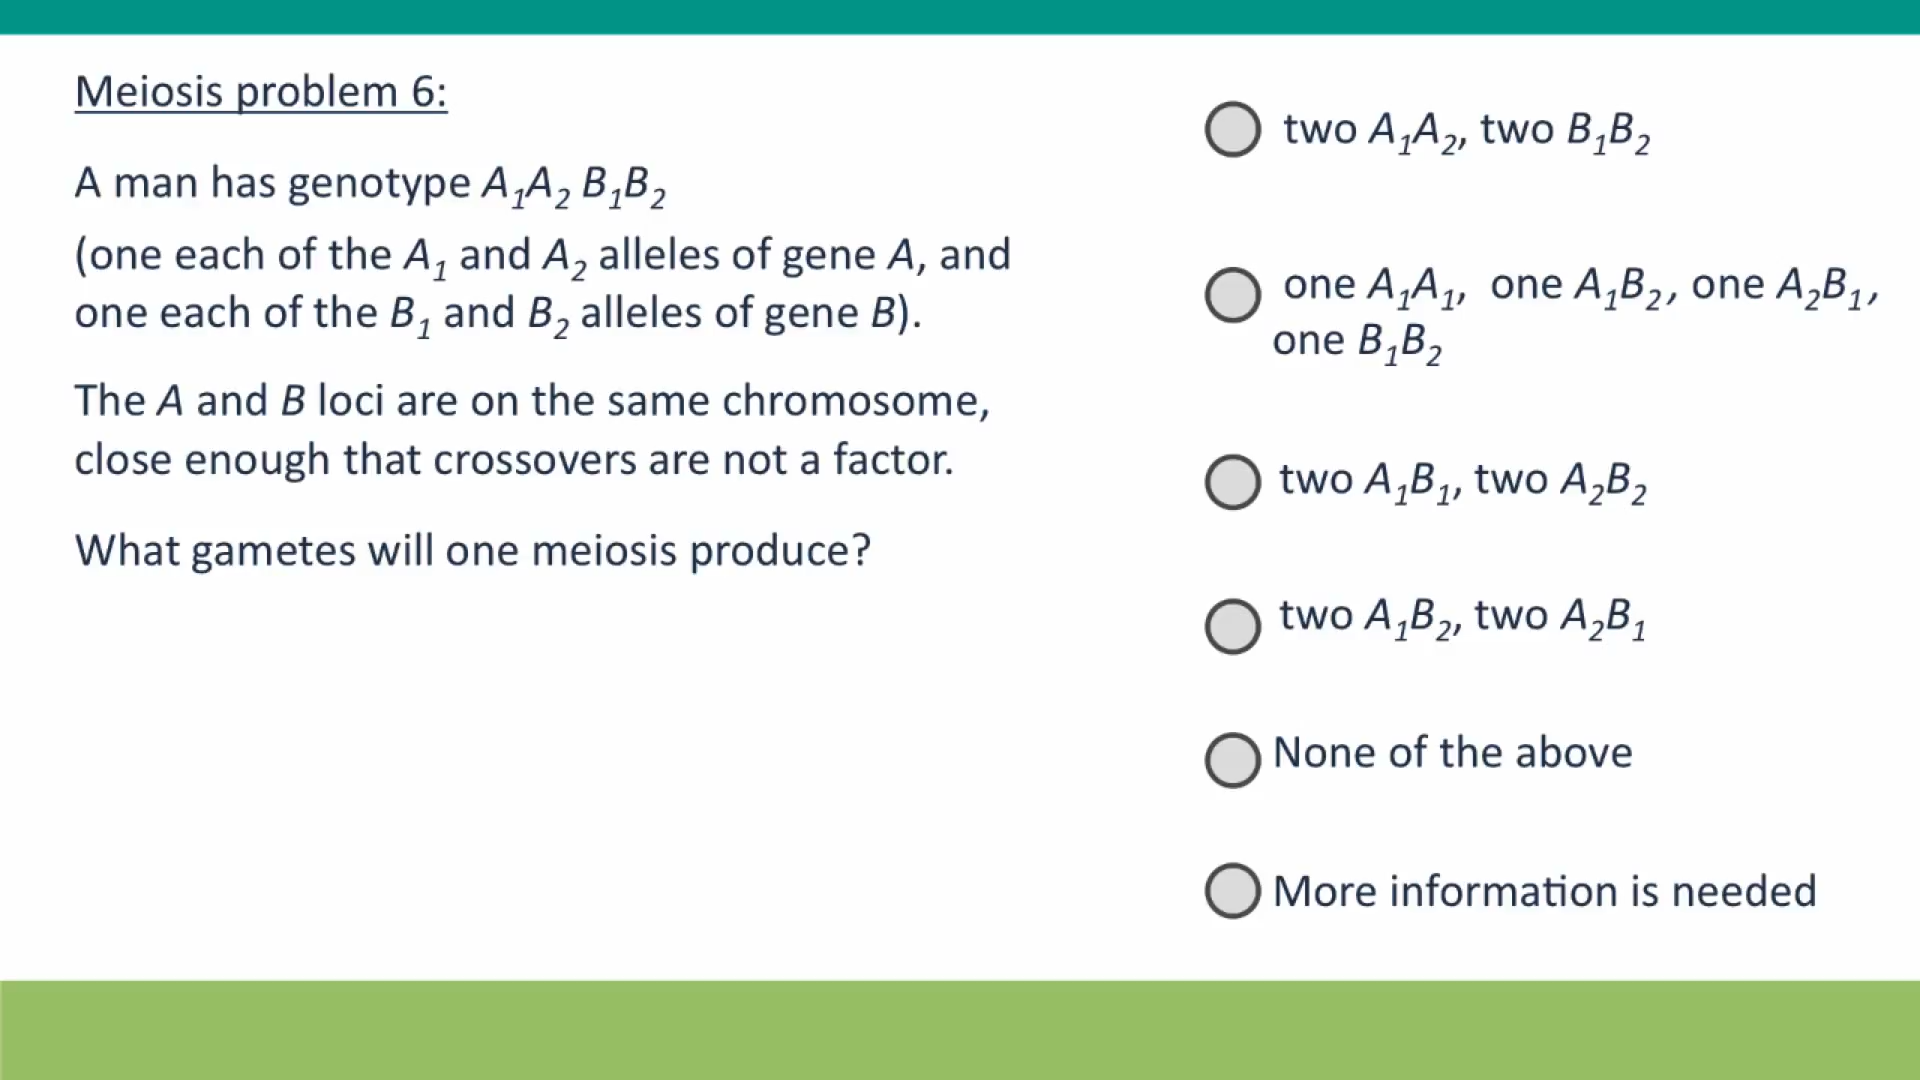 Meiosis problem 6:
A man has genotype A₁A₂ B₁B₂
(one each of the A₁ and A₂ alleles of gene A, and
one each of the B₁ and B₂ alleles of gene B).
The A and B loci are on the same chromosome,
close enough that crossovers are not a factor.
What gametes will one meiosis produce?
two A₁A₂, two B₁B₂
one A₁A₁, one A₁B₂, one A₂B₁,
one B₁B₂
two A₁B₁, two A₂B₂
two A₁B₂, two A₂B₁
None of the above
More information is needed